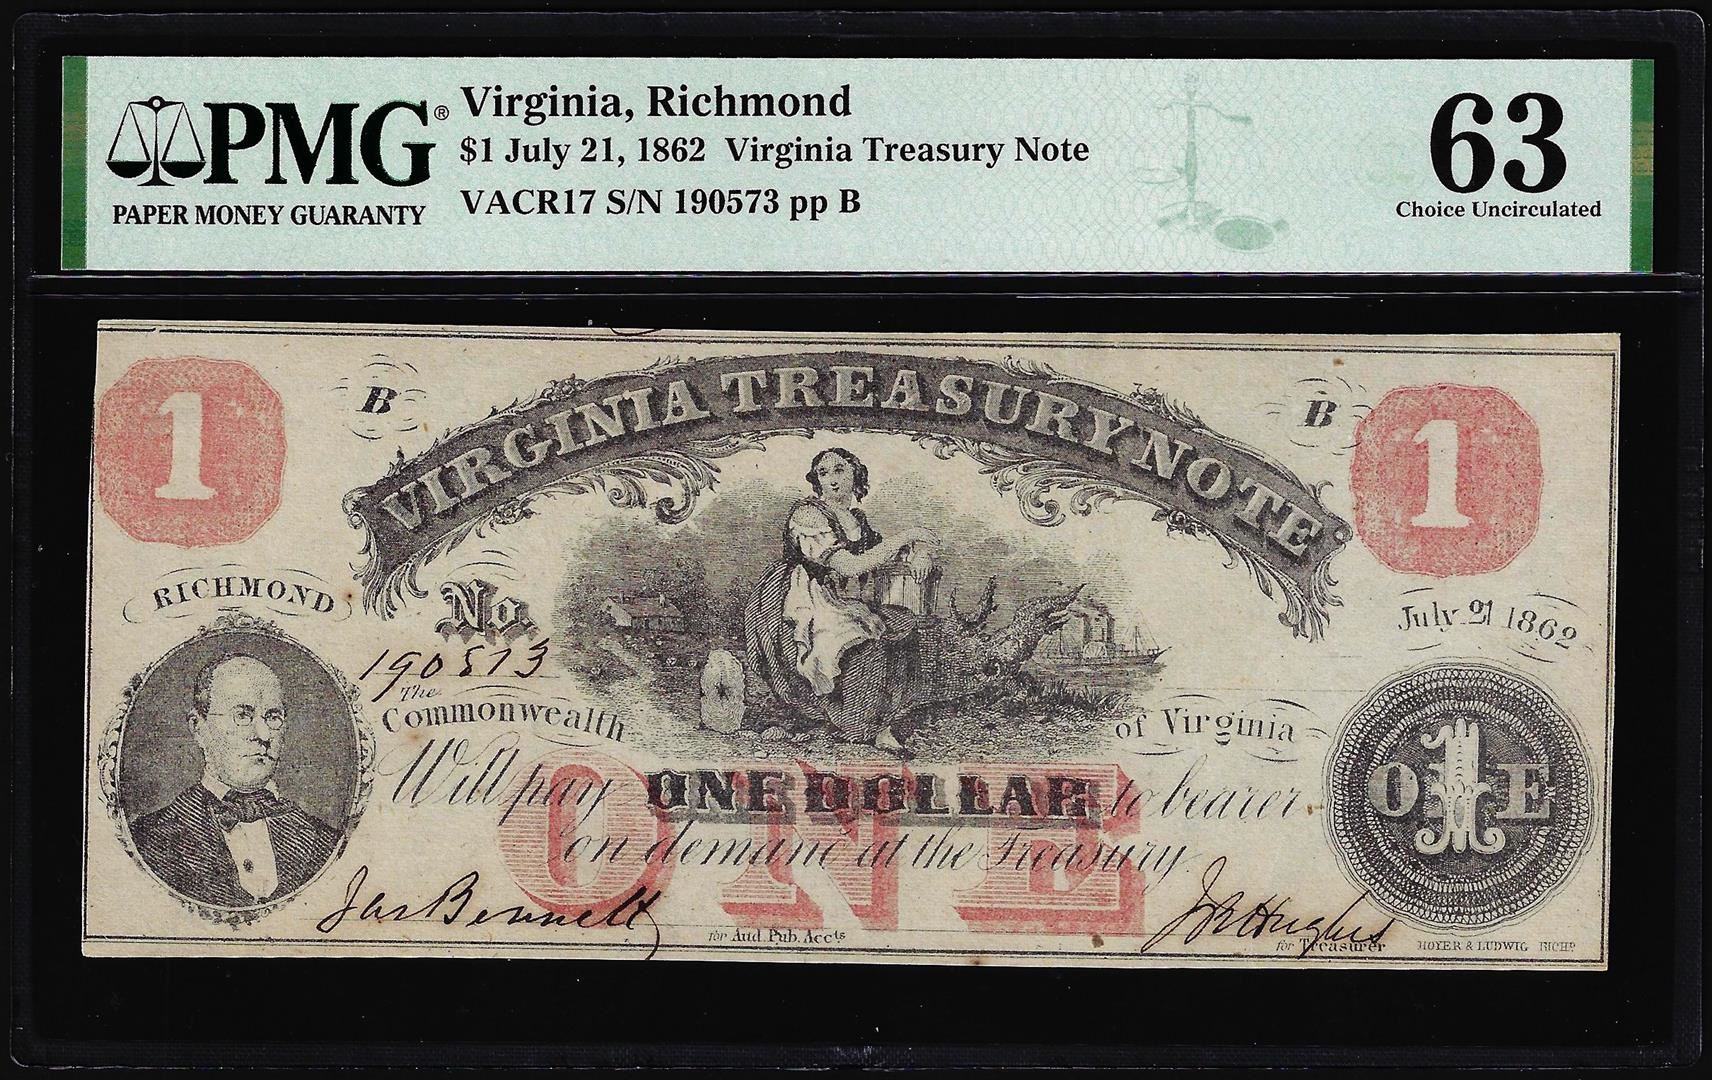 PMG®
PAPER MONEY GUARANTY
Virginia, Richmond
$1 July 21, 1862 Virginia Treasury Note
VACR17 S/N 190573 pp B
63
Choice Uncirculated
1
B
VIRGINIA TREASURY NOTE
B
1
RICHMOND
No.
190573
July 21 1862
The
Commonwealth
of Virginia
Will pay ONE DOLLAR to bearer
ONE
on demand at the Treasury.
O 1 E
Jas Bennett
for Aud. Pub. Accts
J B Hughes
for Treasurer
HOYER & LUDWIG RICHD.